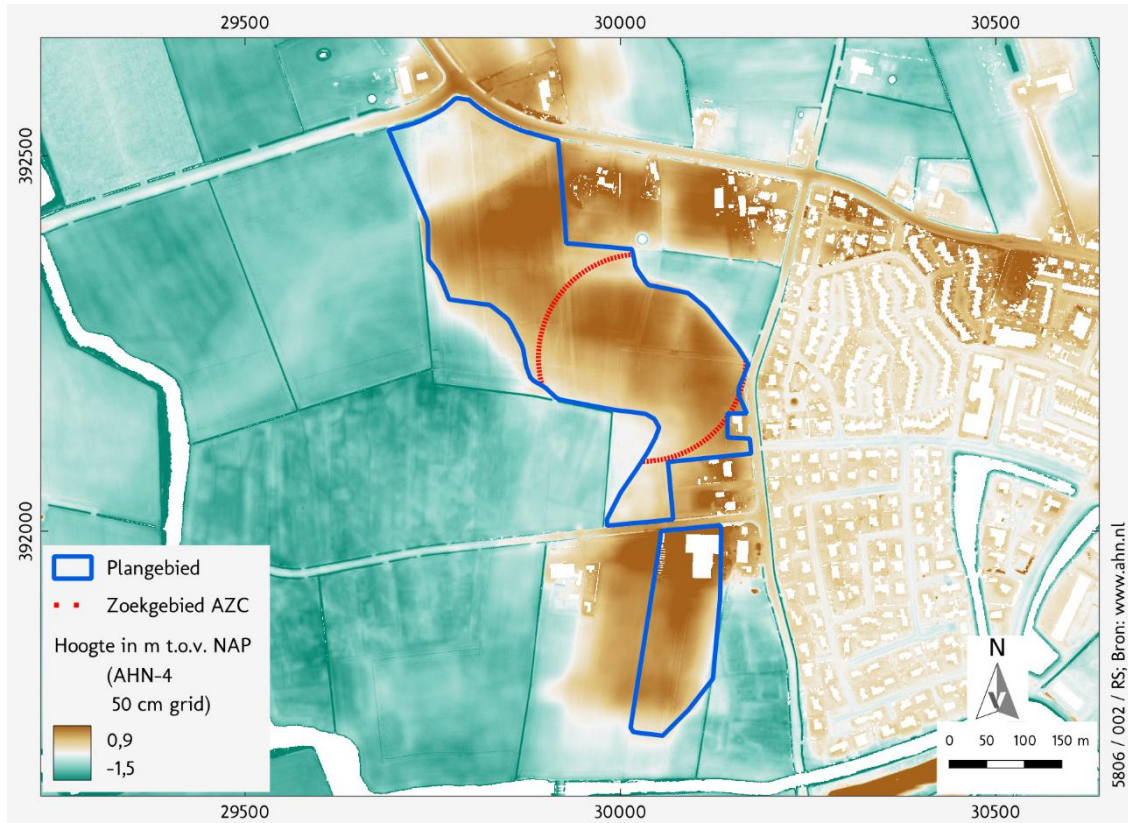 29500 30000 30500
392500
392000
Plangebied
Zoekgebied AZC
Hoogte in m t.o.v. NAP
(AHN-4
50 cm grid)
0,9
-1,5
N
0 50 100 150 m
29500 30000 30500
5806 / 002 / RS; Bron: www.ahn.nl